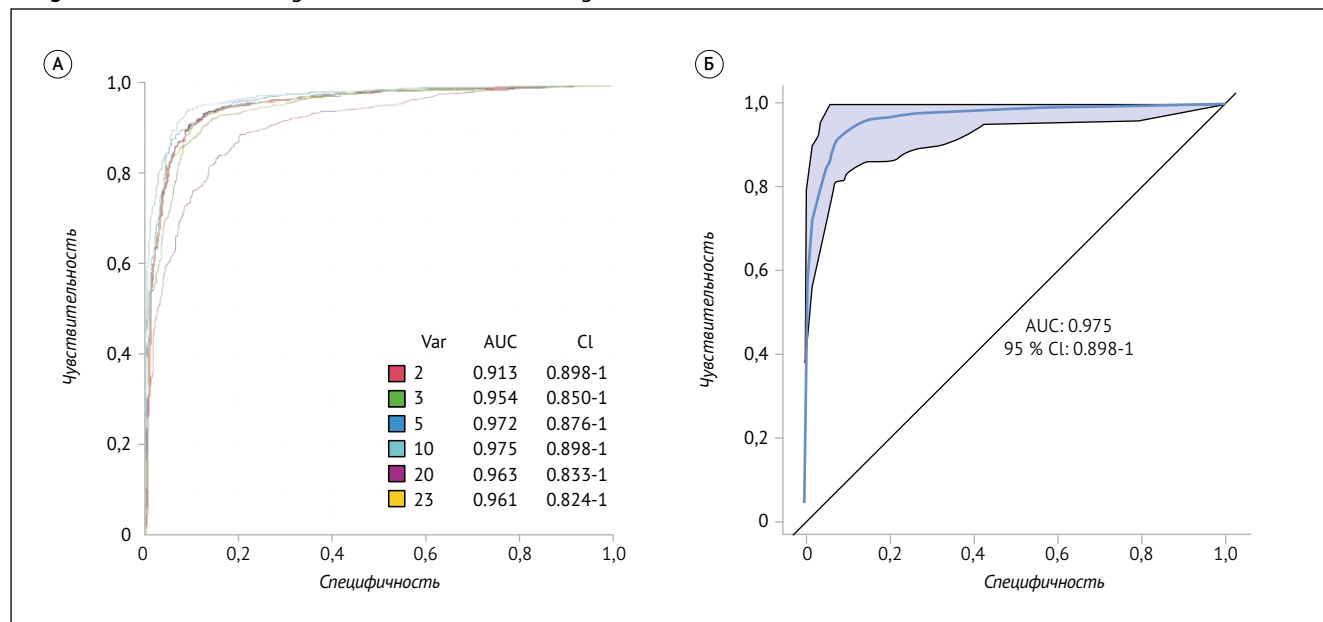 А
Чувствительность
1,0
0,8
0,6
0,4
0,2
0
Var AUC Cl
2 0.913 0.898-1
3 0.954 0.850-1
5 0.972 0.876-1
10 0.975 0.898-1
20 0.963 0.833-1
23 0.961 0.824-1
0 0,2 0,4 0,6 0,8 1,0
Специфичность
Б
Чувствительность
1,0
0,8
0,6
0,4
0,2
0
AUC: 0.975
95 % Cl: 0.898-1
0 0,2 0,4 0,6 0,8 1,0
Специфичность